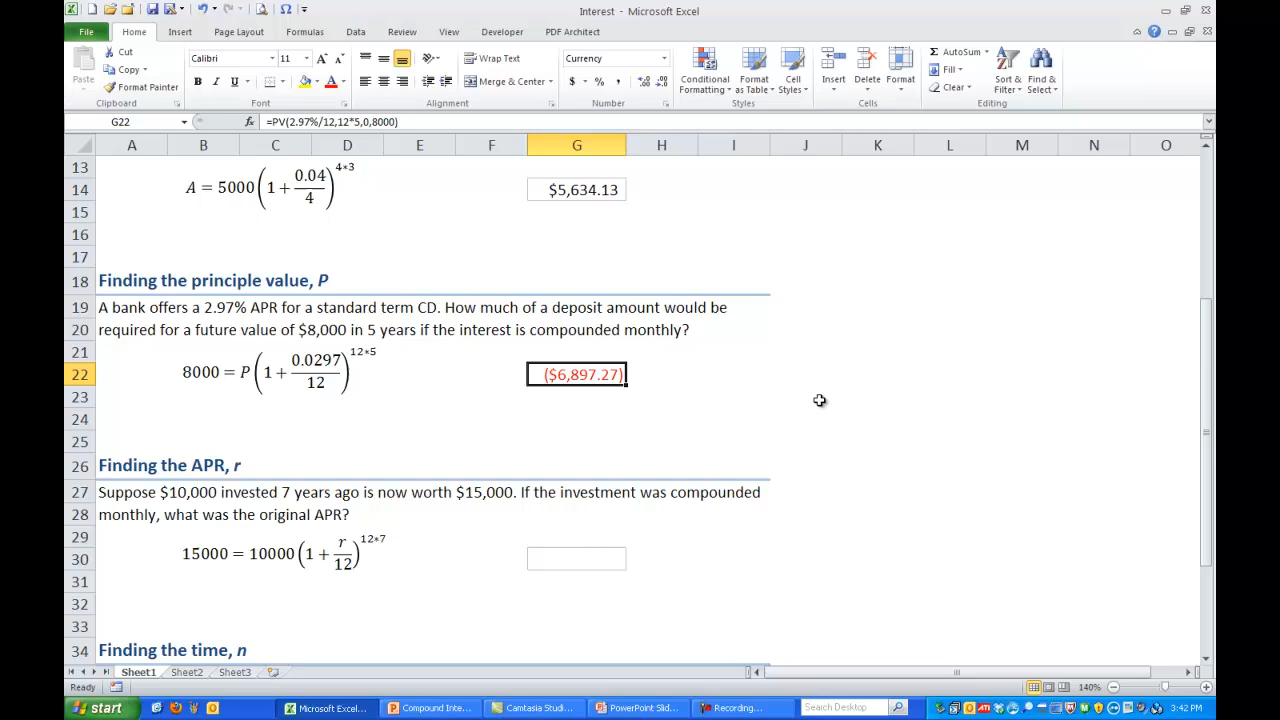 Interest - Microsoft Excel
File Home Insert Page Layout Formulas Data Review View Developer PDF Architect
Cut
Copy
Format Painter
Paste
Clipboard
Calibri 11
B I U
Font
Wrap Text
Merge & Center
Alignment
Currency
$ % ,
Number
Conditional Formatting
Format as Table
Cell Styles
Styles
Insert Delete Format
Cells
AutoSum
Fill
Clear
Sort & Filter
Find & Select
Editing
G22 fx =PV(2.97%/12,12*5,0,8000)
A B C D E F G H I J K L M N O
13
14 A = 5000(1 + 0.04/4)^4*3 $5,634.13
15
16
17
18 Finding the principle value, P
19 A bank offers a 2.97% APR for a standard term CD. How much of a deposit amount would be
20 required for a future value of $8,000 in 5 years if the interest is compounded monthly?
21
22 8000 = P(1 + 0.0297/12)^12*5 ($6,897.27)
23
24
25
26 Finding the APR, r
27 Suppose $10,000 invested 7 years ago is now worth $15,000. If the investment was compounded
28 monthly, what was the original APR?
29
30 15000 = 10000(1 + r/12)^12*7
31
32
33
34 Finding the time, n
Sheet1 Sheet2 Sheet3
Ready 140%
start Microsoft Excel... Compound Inte... Camtasia Studi... PowerPoint Slid... Recording... Search Desktop 3:42 PM